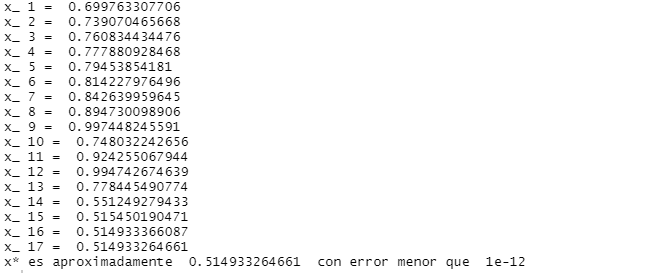 x_ 1 =  0.699763307706
x_ 2 =  0.739070465668
x_ 3 =  0.760834434476
x_ 4 =  0.777880928468
x_ 5 =  0.79453854181
x_ 6 =  0.814227976496
x_ 7 =  0.842639959645
x_ 8 =  0.894730098906
x_ 9 =  0.997448245591
x_ 10 =  0.748032242656
x_ 11 =  0.924255067944
x_ 12 =  0.994742674639
x_ 13 =  0.778445490774
x_ 14 =  0.551249279433
x_ 15 =  0.515450190471
x_ 16 =  0.514933366087
x_ 17 =  0.514933264661
x* es aproximadamente  0.514933264661  con error menor que  1e-12